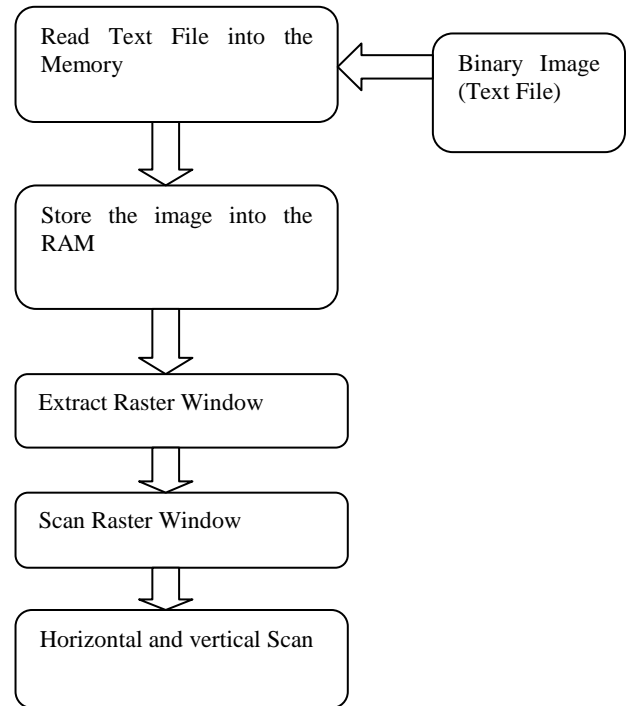 Read Text File into the
Memory
Binary Image
(Text File)
Store the image into the
RAM
Extract Raster Window
Scan Raster Window
Horizontal and vertical Scan